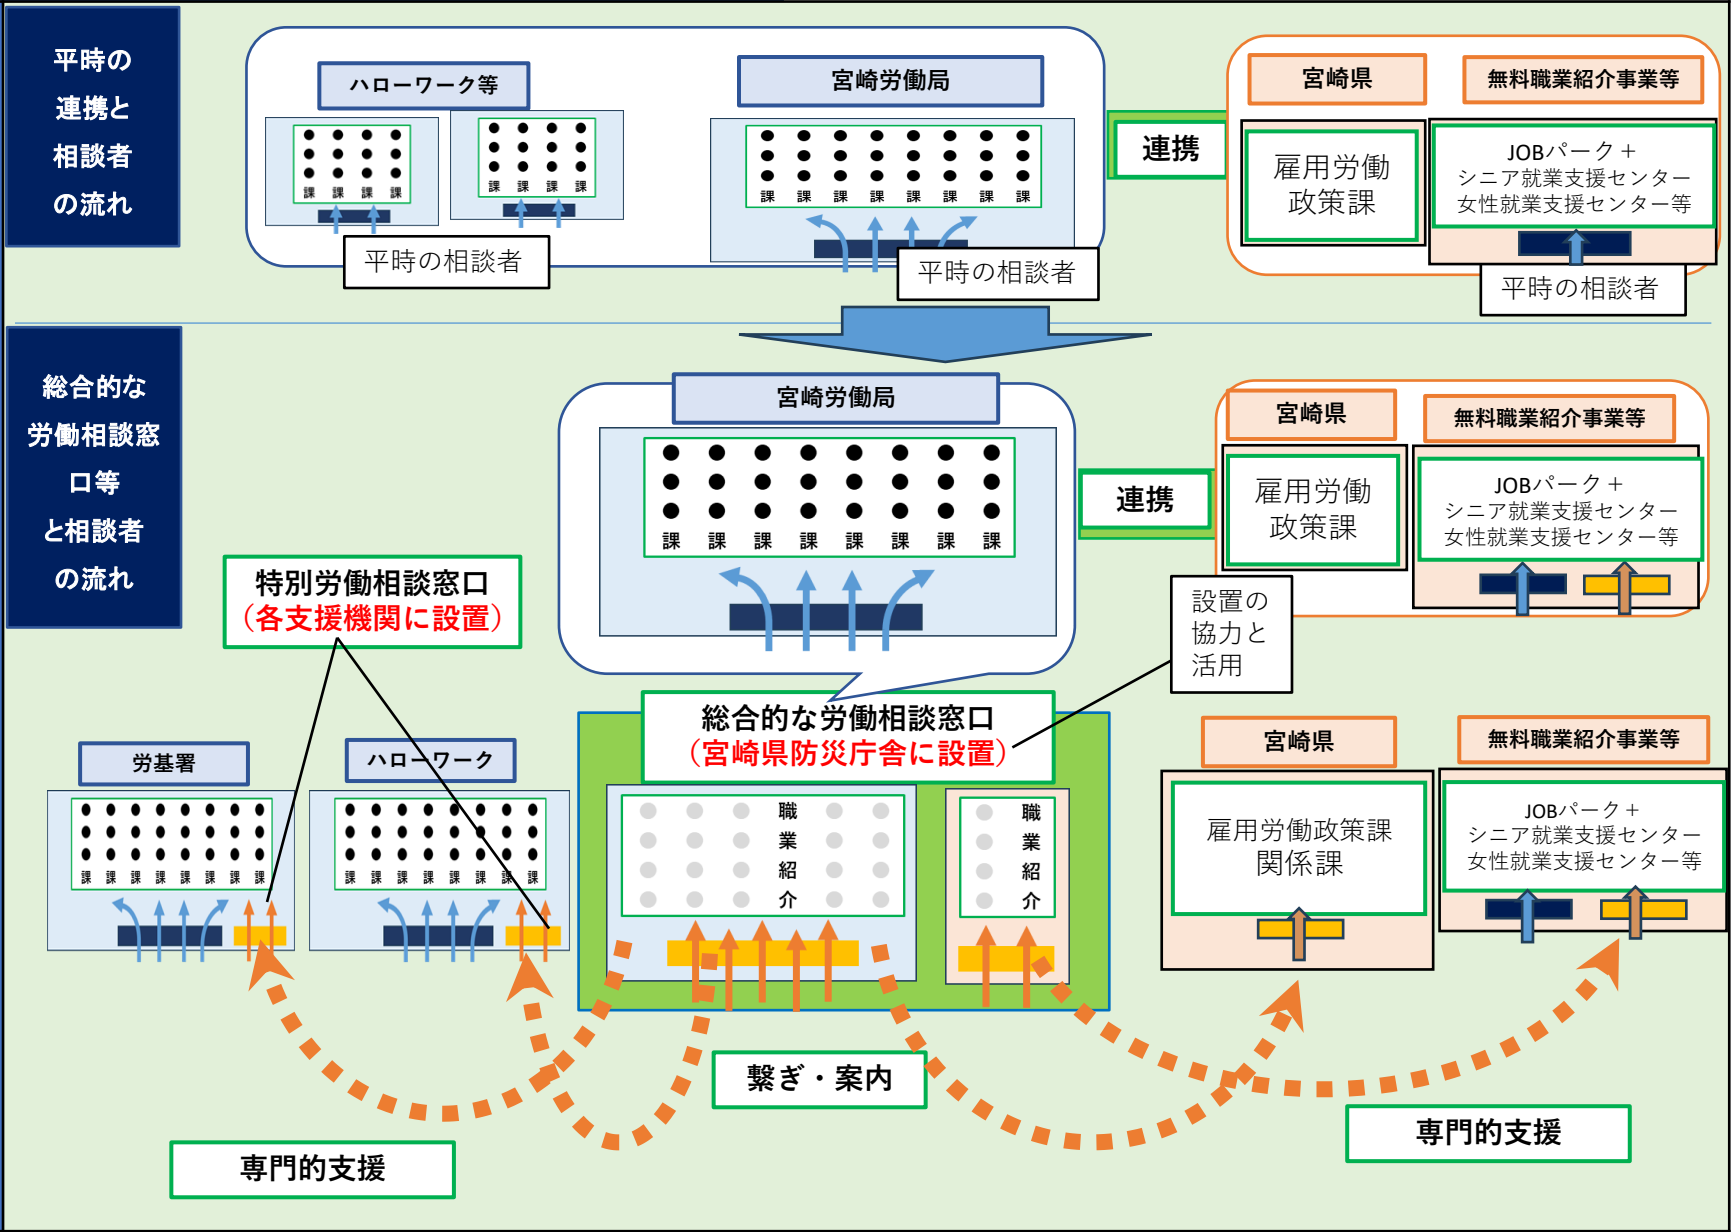 平時の
連携と
相談者
の流れ
ハローワーク等
課 課 課 課
課 課 課 課
平時の相談者
宮崎労働局
課 課 課 課 課 課 課 課
平時の相談者
連携
宮崎県
雇用労働
政策課
無料職業紹介事業等
JOBパーク＋
シニア就業支援センター
女性就業支援センター等
平時の相談者
総合的な
労働相談窓
口等
と相談者
の流れ
宮崎労働局
課 課 課 課 課 課 課 課
連携
宮崎県
雇用労働
政策課
無料職業紹介事業等
JOBパーク＋
シニア就業支援センター
女性就業支援センター等
特別労働相談窓口
（各支援機関に設置）
設置の
協力と
活用
総合的な労働相談窓口
（宮崎県防災庁舎に設置）
労基署
課 課 課 課 課 課 課 課
ハローワーク
課 課 課 課 課 課 課 課
職
業
紹
介
職
業
紹
介
宮崎県
雇用労働政策課
関係課
無料職業紹介事業等
JOBパーク＋
シニア就業支援センター
女性就業支援センター等
繋ぎ・案内
専門的支援
専門的支援